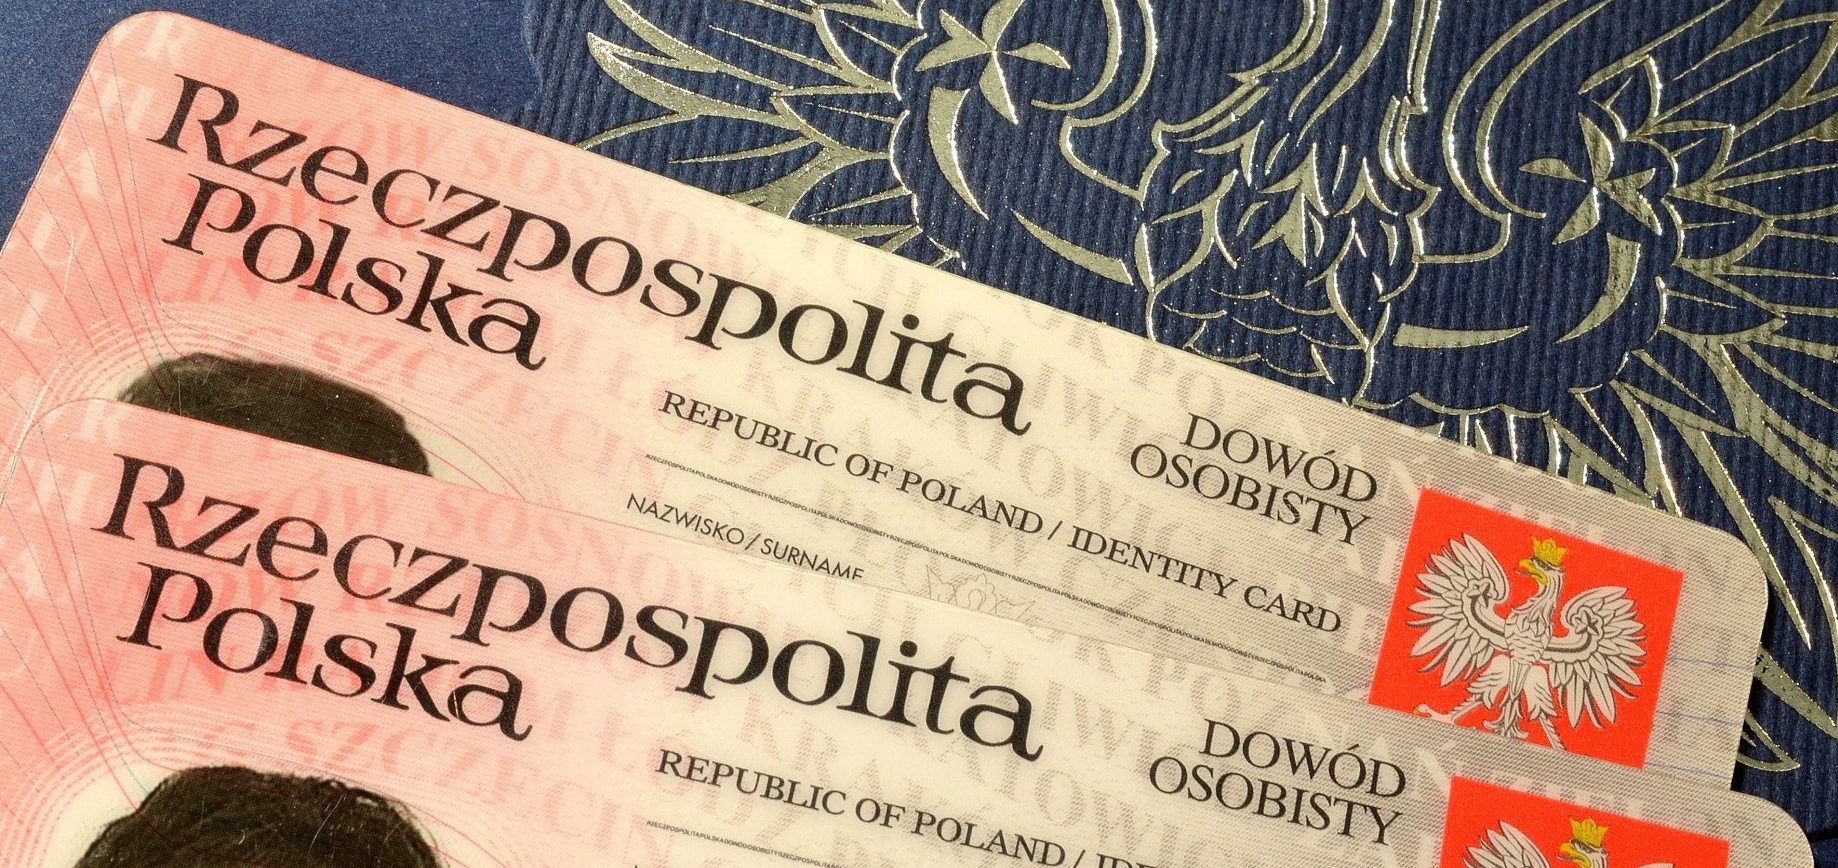 Rzeczpospolita
Polska
REPUBLIC OF POLAND / IDENTITY CARD
DOWÓD
OSOBISTY
NAZWISKO / SURNAME
Rzeczpospolita
Polska
REPUBLIC OF POLAND /
DOWÓD
OSOBISTY